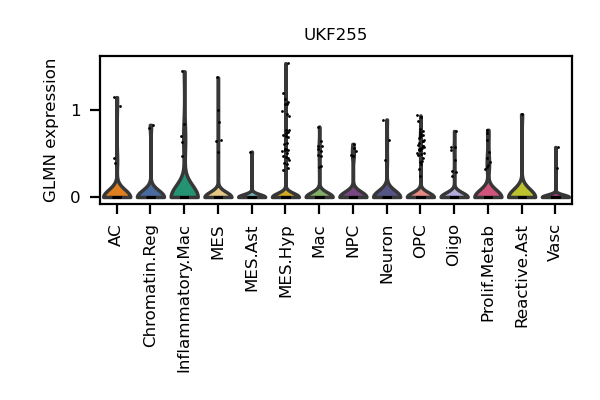 UKF255
GLMN expression
1
0
AC
Chromatin.Reg
Inflammatory.Mac
MES
MES.Ast
MES.Hyp
Mac
NPC
Neuron
OPC
Oligo
Prolif.Metab
Reactive.Ast
Vasc